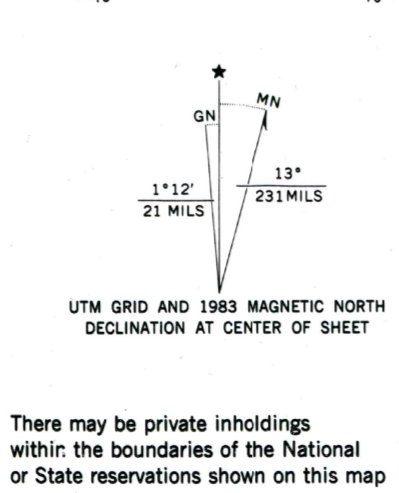 ★
MN
GN
13°
231 MILS
1°12′
21 MILS
UTM GRID AND 1983 MAGNETIC NORTH
DECLINATION AT CENTER OF SHEET
There may be private inholdings
within the boundaries of the National
or State reservations shown on this map